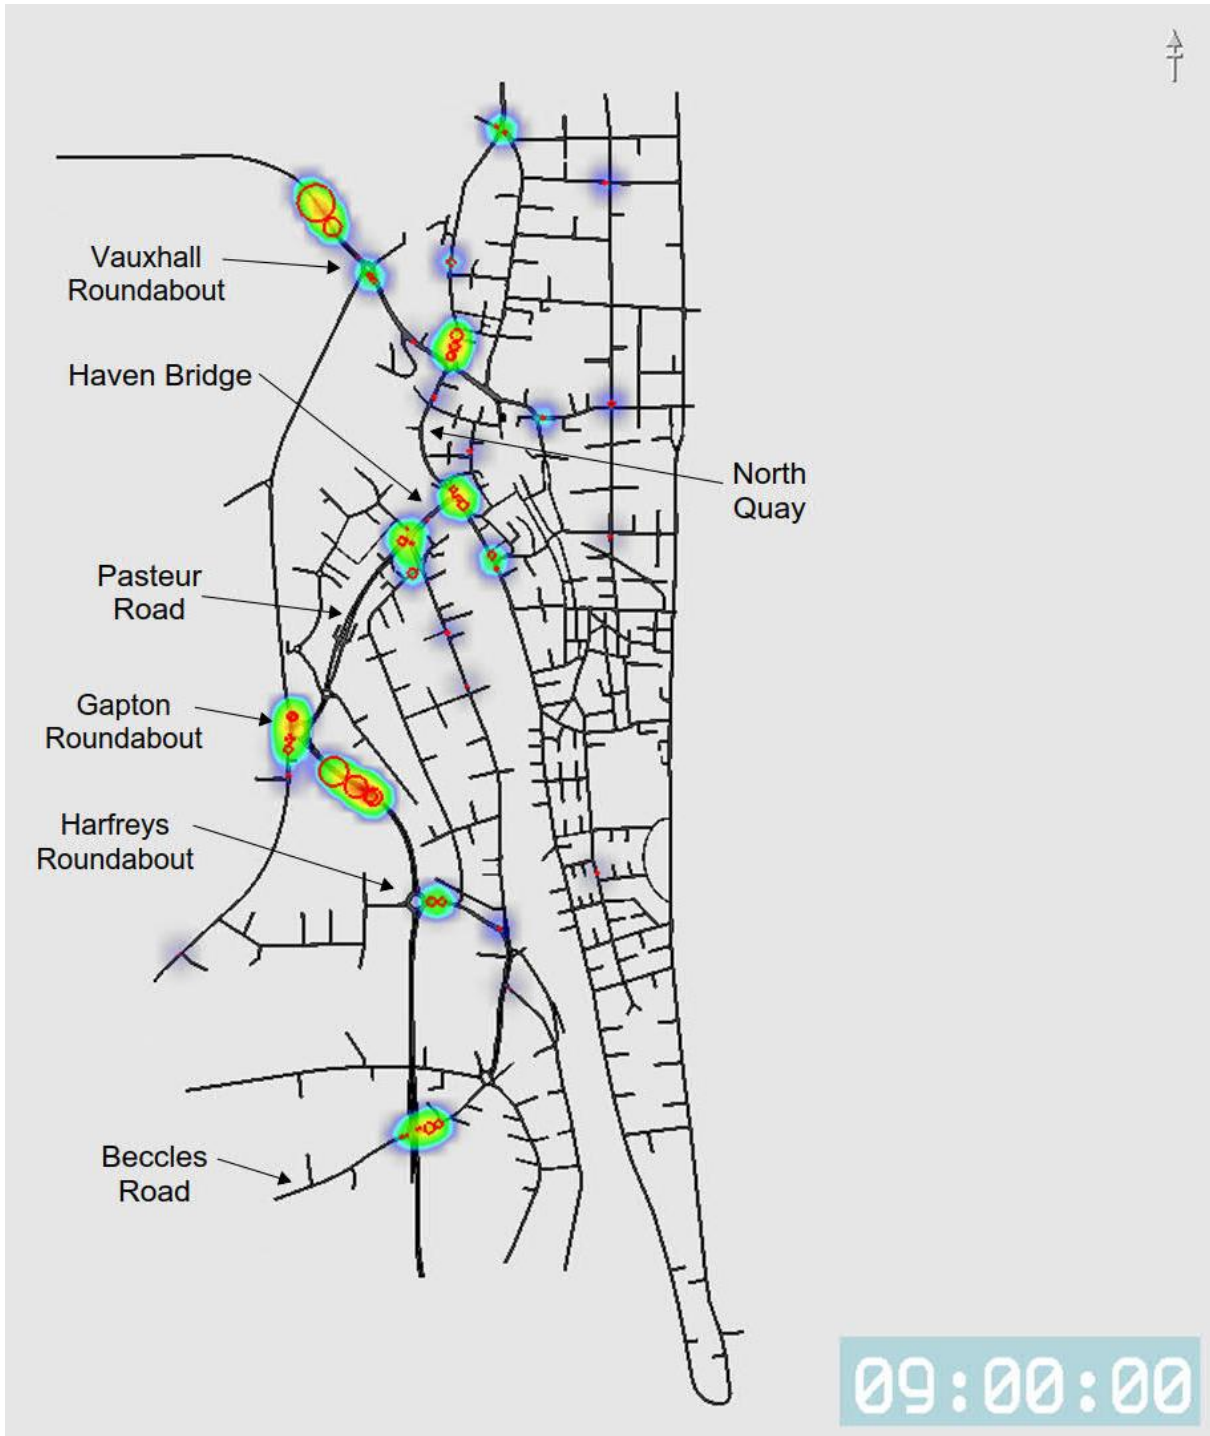 Vauxhall
Roundabout
Haven Bridge
North
Quay
Pasteur
Road
Gapton
Roundabout
Harfreys
Roundabout
Beccles
Road
09:00:00